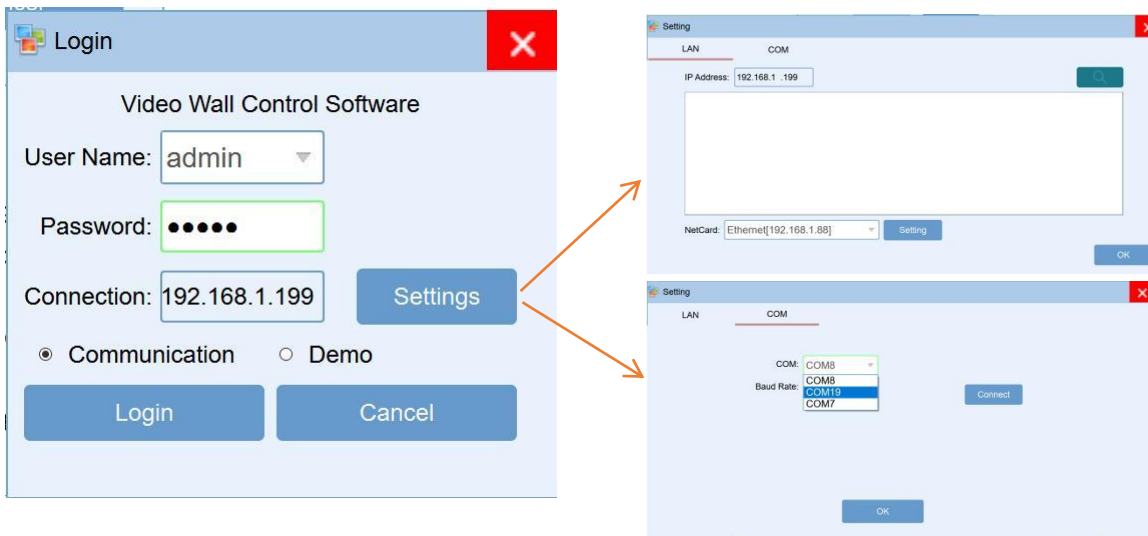 Login
Video Wall Control Software
User Name: admin
Password: •••••
Connection: 192.168.1.199 Settings
Communication Demo
Login Cancel
Setting
LAN COM
IP Address: 192.168.1 .199
NetCard: Ethernet[192.168.1.88] Setting
OK
Setting
LAN COM
COM: COM8
Baud Rate: COM8
COM19
COM7
Connect
OK